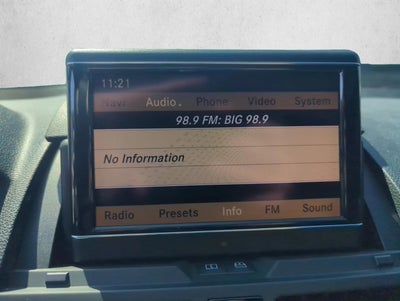 11:21
Navi Audio. Phone Video System
98.9 FM: BIG 98.9
No Information
Radio Presets Info FM Sound